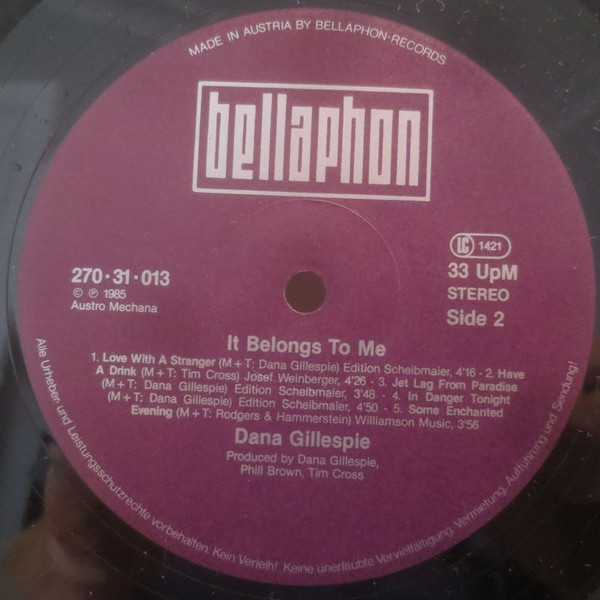 MADE IN AUSTRIA BY BELLAPHON-RECORDS
bellaphon
LC 1421
270·31·013
33 UpM
© ℗ 1985
STEREO
Austro Mechana
Side 2
It Belongs To Me
1. Love With A Stranger (M+T: Dana Gillespie) Edition Scheibmaier, 4'16 - 2. Have
A Drink (M+T: Tim Cross) Josef Weinberger, 4'26 - 3. Jet Lag From Paradise
(M+T: Dana Gillespie) Edition Scheibmaier, 3'48 - 4. In Danger Tonight
(M+T: Dana Gillespie) Edition Scheibmaier, 4'50 - 5. Some Enchanted
Evening (M+T: Rodgers & Hammerstein) Williamson Music, 3'56
Dana Gillespie
Produced by Dana Gillespie,
Phill Brown, Tim Cross
Alle Urheber- und Leistungsschutzrechte vorbehalten. Kein Verleih! Keine unerlaubte Vervielfältigung, Vermietung, Aufführung und Sendung!